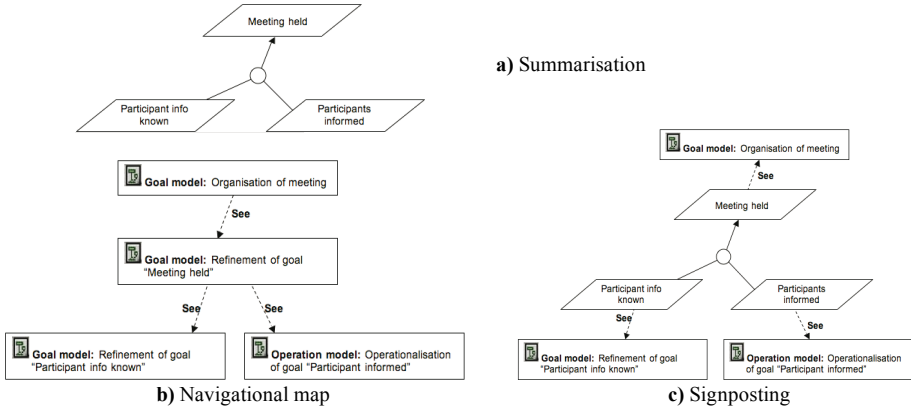 Meeting held
Participant info
known
Participants
informed
a) Summarisation
Goal model: Organisation of meeting
See
Goal model: Refinement of goal
"Meeting held"
See
See
Goal model: Refinement of goal
"Participant info known"
Operation model: Operationalisation
of goal "Participant informed"
b) Navigational map
Goal model: Organisation of meeting
See
Meeting held
Participant info
known
Participants
informed
See
See
Goal model: Refinement of goal
"Participant info known"
Operation model: Operationalisation
of goal "Participant informed"
c) Signposting